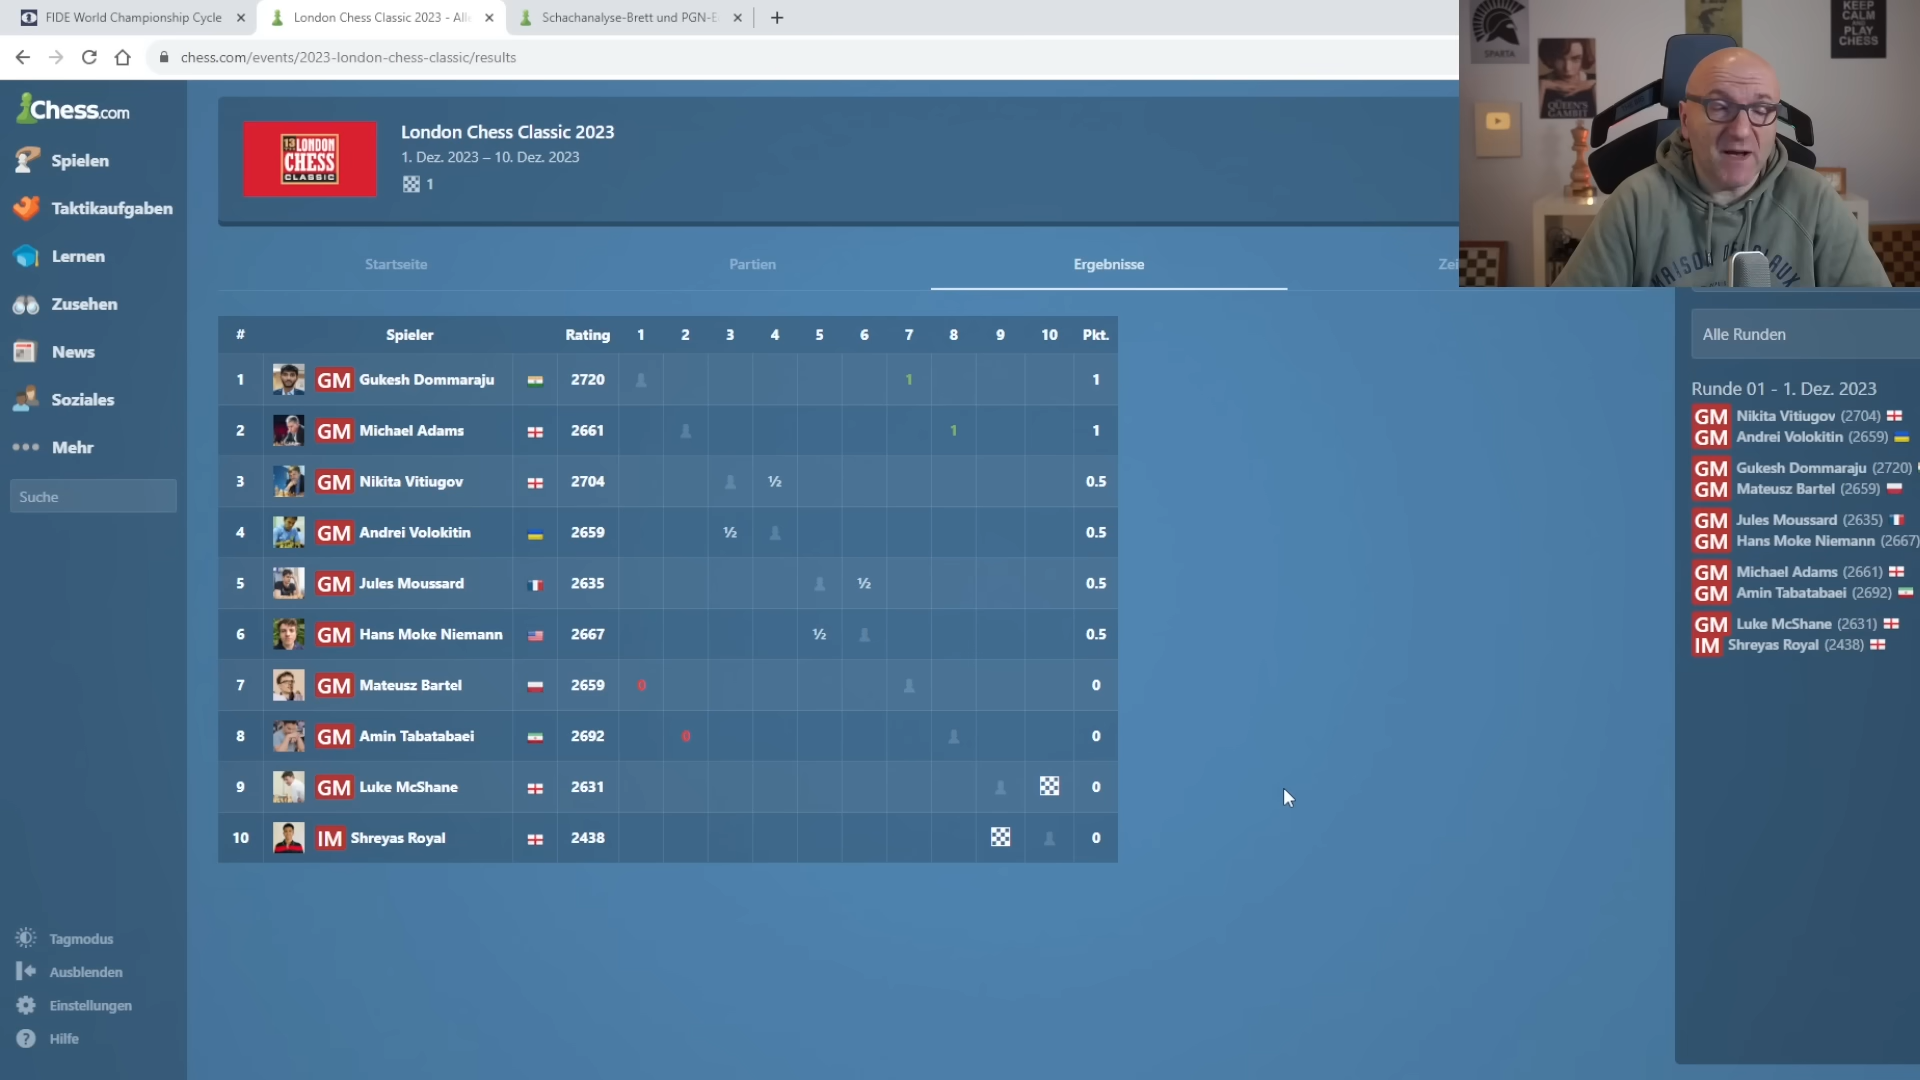 FIDE World Championship Cycle
London Chess Classic 2023 - All
Schachanalyse-Brett und PGN-E
chess.com/events/2023-london-chess-classic/results
SPARTA
QUEEN'S GAMBIT
KEEP
CALM
AND
PLAY
CHESS
MAISON
Chess.com
Spielen
Taktikaufgaben
Lernen
Zusehen
News
Soziales
Mehr
Suche
Tagmodus
Ausblenden
Einstellungen
Hilfe
13
LONDON
CHESS
CLASSIC
London Chess Classic 2023
1. Dez. 2023 – 10. Dez. 2023
1
Startseite Partien Ergebnisse Zei
# Spieler Rating 1 2 3 4 5 6 7 8 9 10 Pkt.
1 GM Gukesh Dommaraju 2720 1 1
2 GM Michael Adams 2661 1 1
3 GM Nikita Vitiugov 2704 ½ 0.5
4 GM Andrei Volokitin 2659 ½ 0.5
5 GM Jules Moussard 2635 ½ 0.5
6 GM Hans Moke Niemann 2667 ½ 0.5
7 GM Mateusz Bartel 2659 0 0
8 GM Amin Tabatabaei 2692 0 0
9 GM Luke McShane 2631 0
10 IM Shreyas Royal 2438 0
Alle Runden
Runde 01 - 1. Dez. 2023
GM Nikita Vitiugov (2704)
GM Andrei Volokitin (2659)
GM Gukesh Dommaraju (2720)
GM Mateusz Bartel (2659)
GM Jules Moussard (2635)
GM Hans Moke Niemann (2667)
GM Michael Adams (2661)
GM Amin Tabatabaei (2692)
GM Luke McShane (2631)
IM Shreyas Royal (2438)